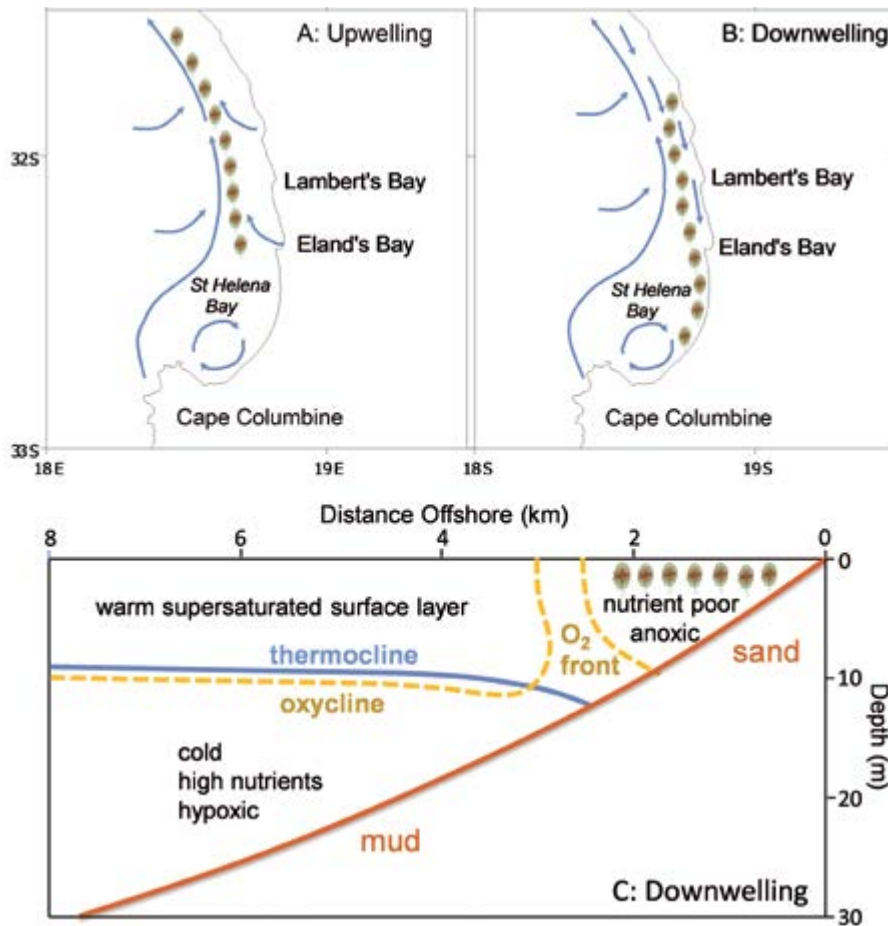 A: Upwelling
B: Downwelling
32S
Lambert's Bay
Lambert's Bay
Eland's Bay
Eland's Bay
St Helena
Bay
St Helena
Bay
Cape Columbine
Cape Columbine
33S
18E
19E
18S
19S
Distance Offshore (km)
8
6
4
2
0
0
warm supersaturated surface layer
nutrient poor
anoxic
O₂
front
sand
thermocline
oxycline
10
Depth (m)
cold
high nutrients
hypoxic
20
mud
C: Downwelling
30